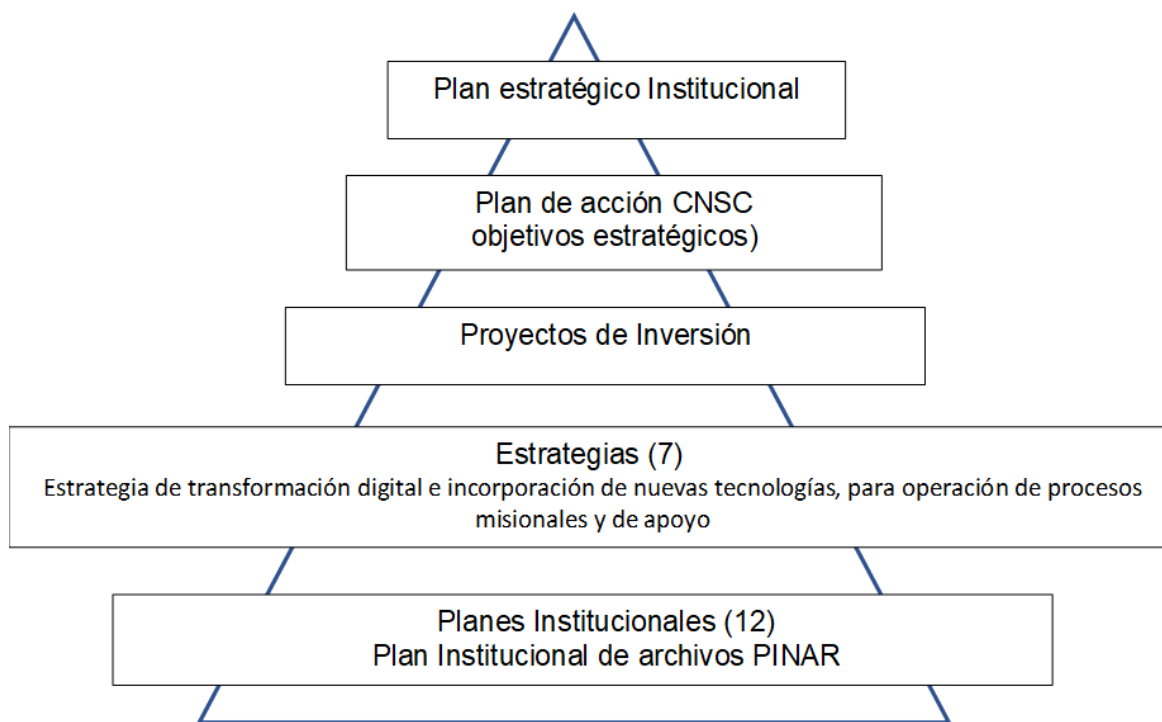 Plan estratégico Institucional
Plan de acción CNSC
objetivos estratégicos)
Proyectos de Inversión
Estrategias (7)
Estrategia de transformación digital e incorporación de nuevas tecnologías, para operación de procesos
misionales y de apoyo
Planes Institucionales (12)
Plan Institucional de archivos PINAR